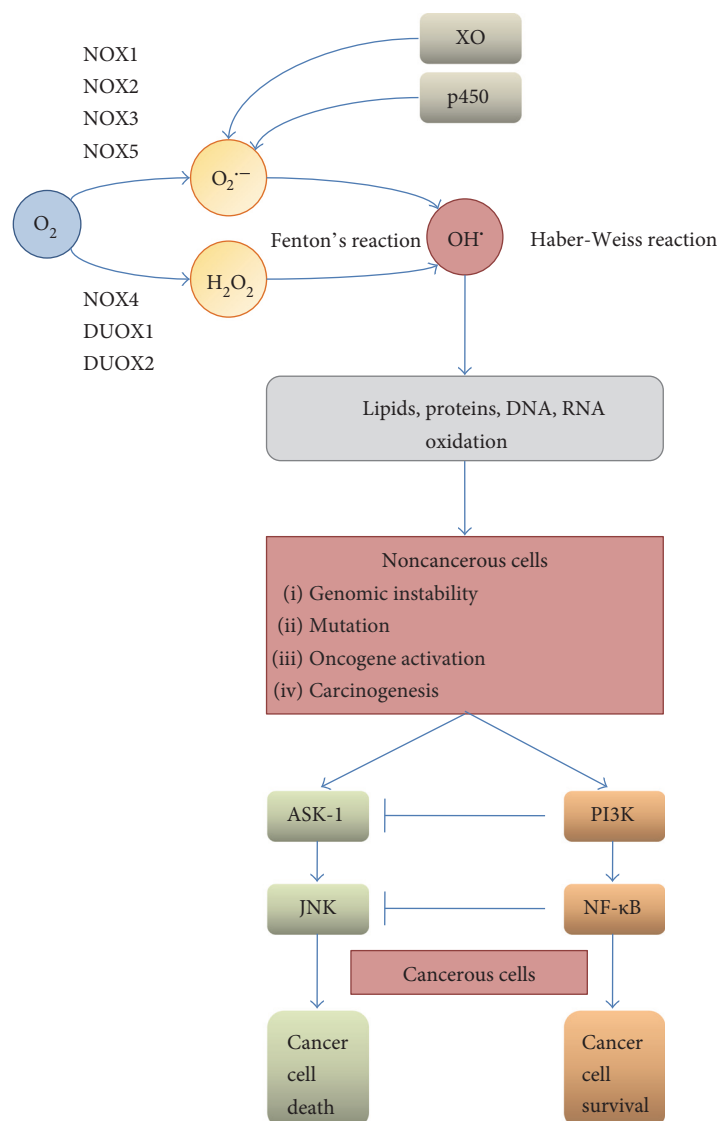 NOX1
NOX2
NOX3
NOX5
XO
p450
O₂
O₂·−
H₂O₂
Fenton's reaction
OH·
Haber-Weiss reaction
NOX4
DUOX1
DUOX2
Lipids, proteins, DNA, RNA
oxidation
Noncancerous cells
(i) Genomic instability
(ii) Mutation
(iii) Oncogene activation
(iv) Carcinogenesis
ASK-1
PI3K
JNK
NF-κB
Cancerous cells
Cancer
cell
death
Cancer
cell
survival